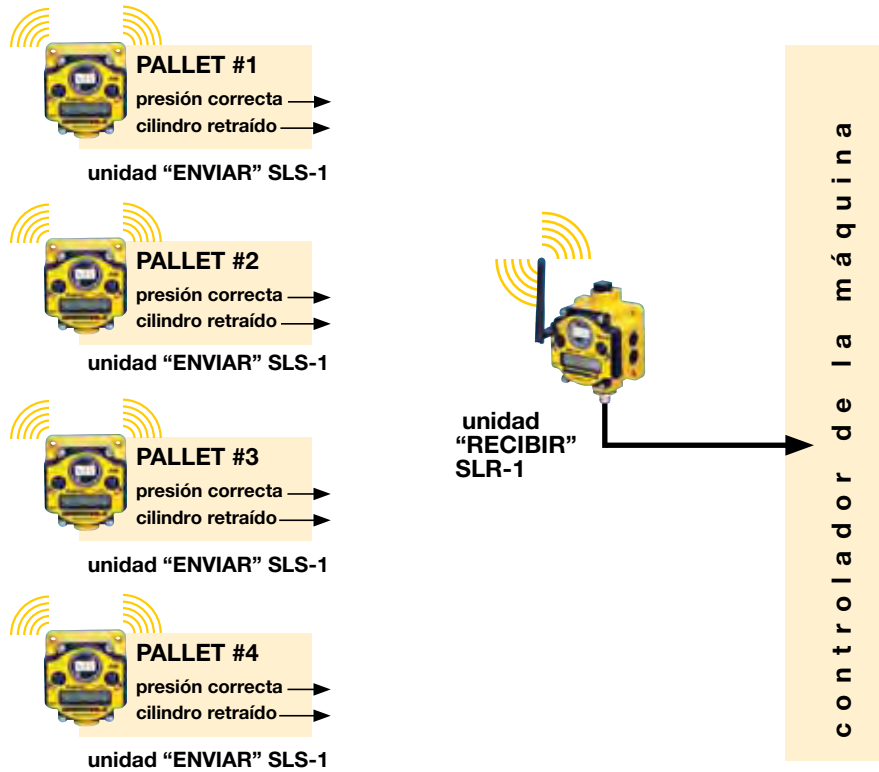 PALLET #1
presión correcta
cilindro retraído
unidad “ENVIAR” SLS-1
PALLET #2
presión correcta
cilindro retraído
unidad “ENVIAR” SLS-1
PALLET #3
presión correcta
cilindro retraído
unidad “ENVIAR” SLS-1
PALLET #4
presión correcta
cilindro retraído
unidad “ENVIAR” SLS-1
unidad
“RECIBIR”
SLR-1
controlador de la máquina